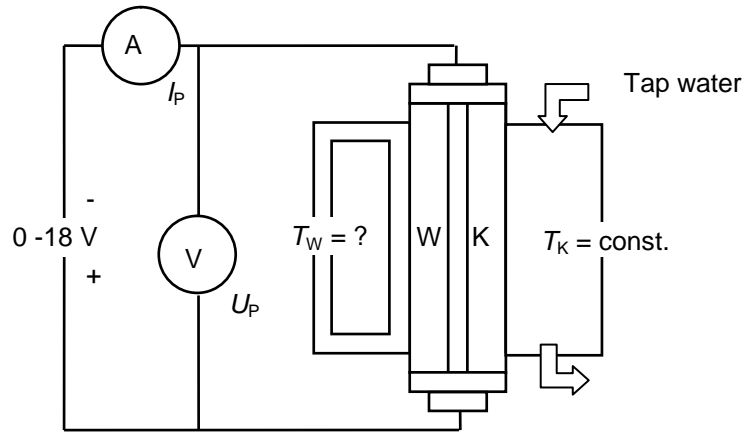 A
I_P
Tap water
-
0 -18 V
+
V
U_P
T_W = ?
W
K
T_K = const.